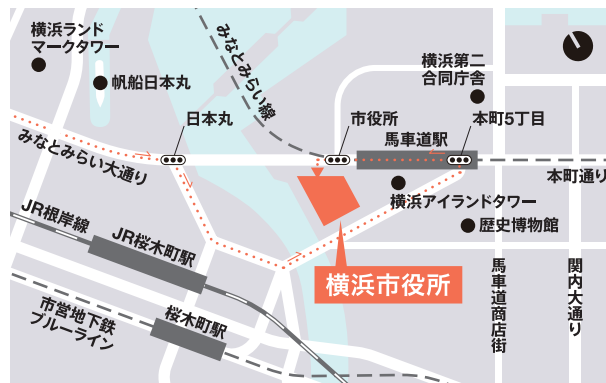 横浜ランド
マークタワー
帆船日本丸
みなとみらい線
横浜第二
合同庁舎
日本丸
市役所
本町5丁目
馬車道駅
みなとみらい大通り
本町通り
横浜アイランドタワー
歴史博物館
JR根岸線
JR桜木町駅
横浜市役所
市営地下鉄
ブルーライン
桜木町駅
馬車道商店街
関内大通り